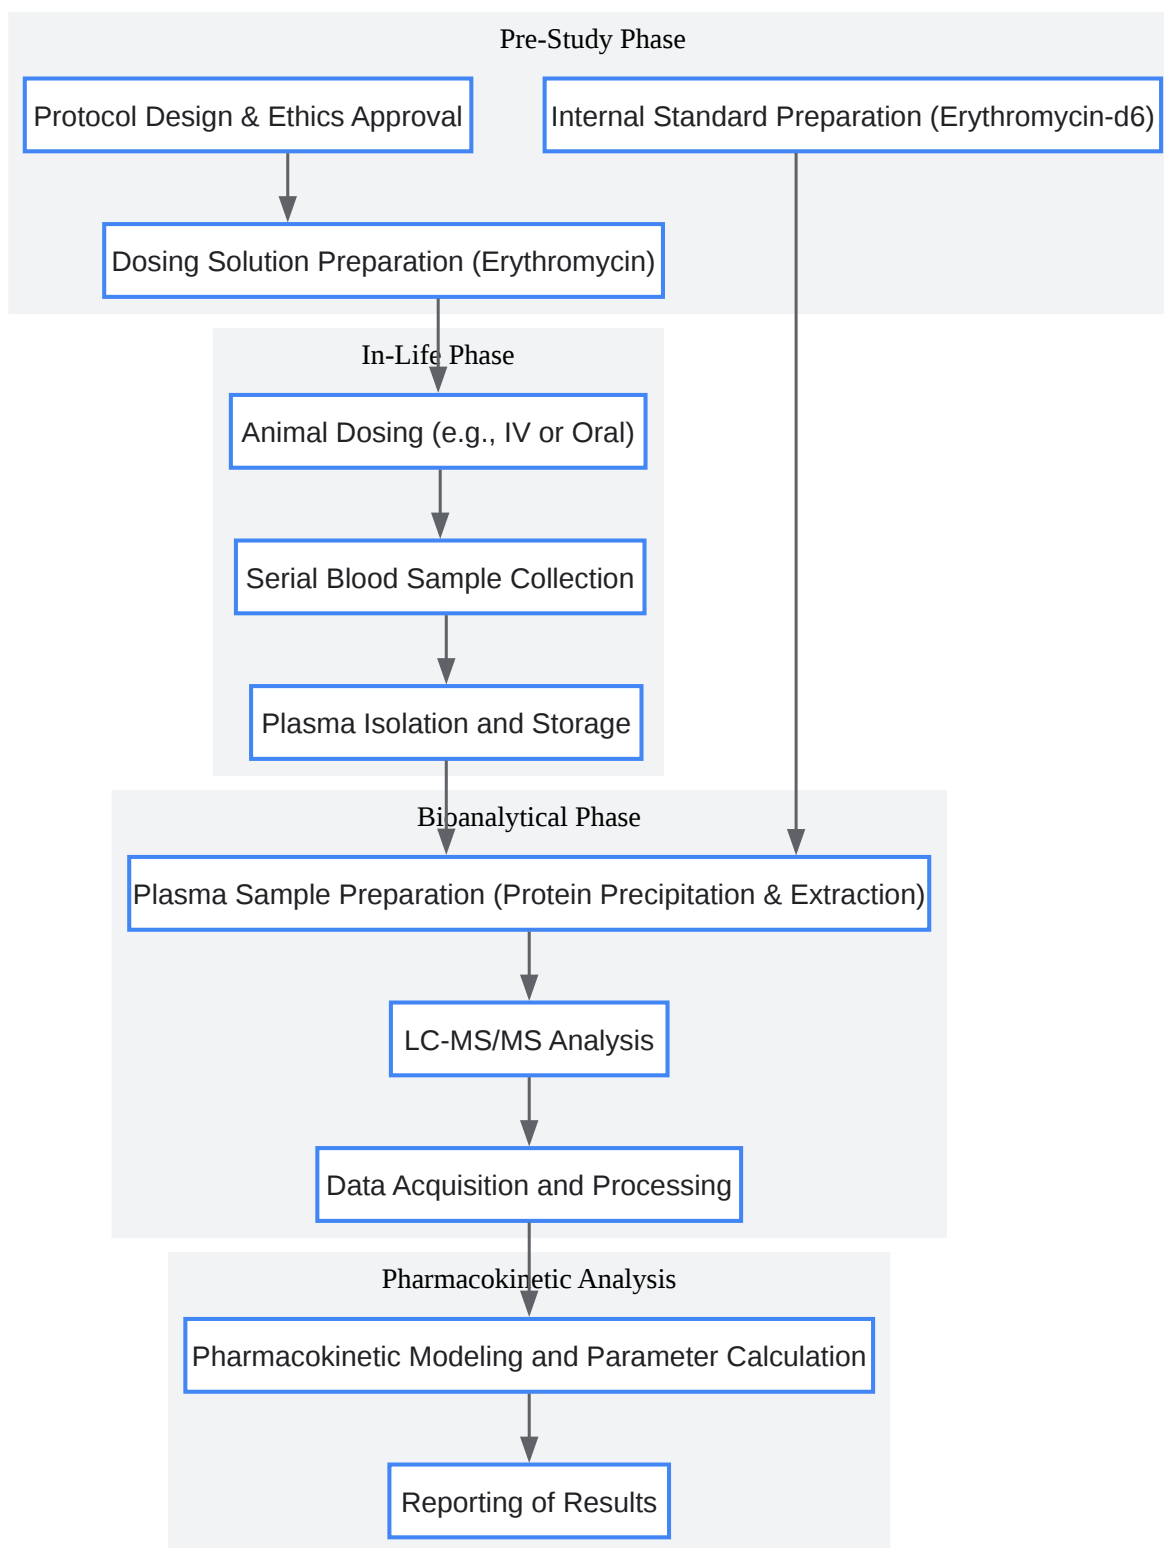 Pre-Study Phase
Protocol Design & Ethics Approval
Internal Standard Preparation (Erythromycin-d6)
Dosing Solution Preparation (Erythromycin)
In-Life Phase
Animal Dosing (e.g., IV or Oral)
Serial Blood Sample Collection
Plasma Isolation and Storage
Bioanalytical Phase
Plasma Sample Preparation (Protein Precipitation & Extraction)
LC-MS/MS Analysis
Data Acquisition and Processing
Pharmacokinetic Analysis
Pharmacokinetic Modeling and Parameter Calculation
Reporting of Results